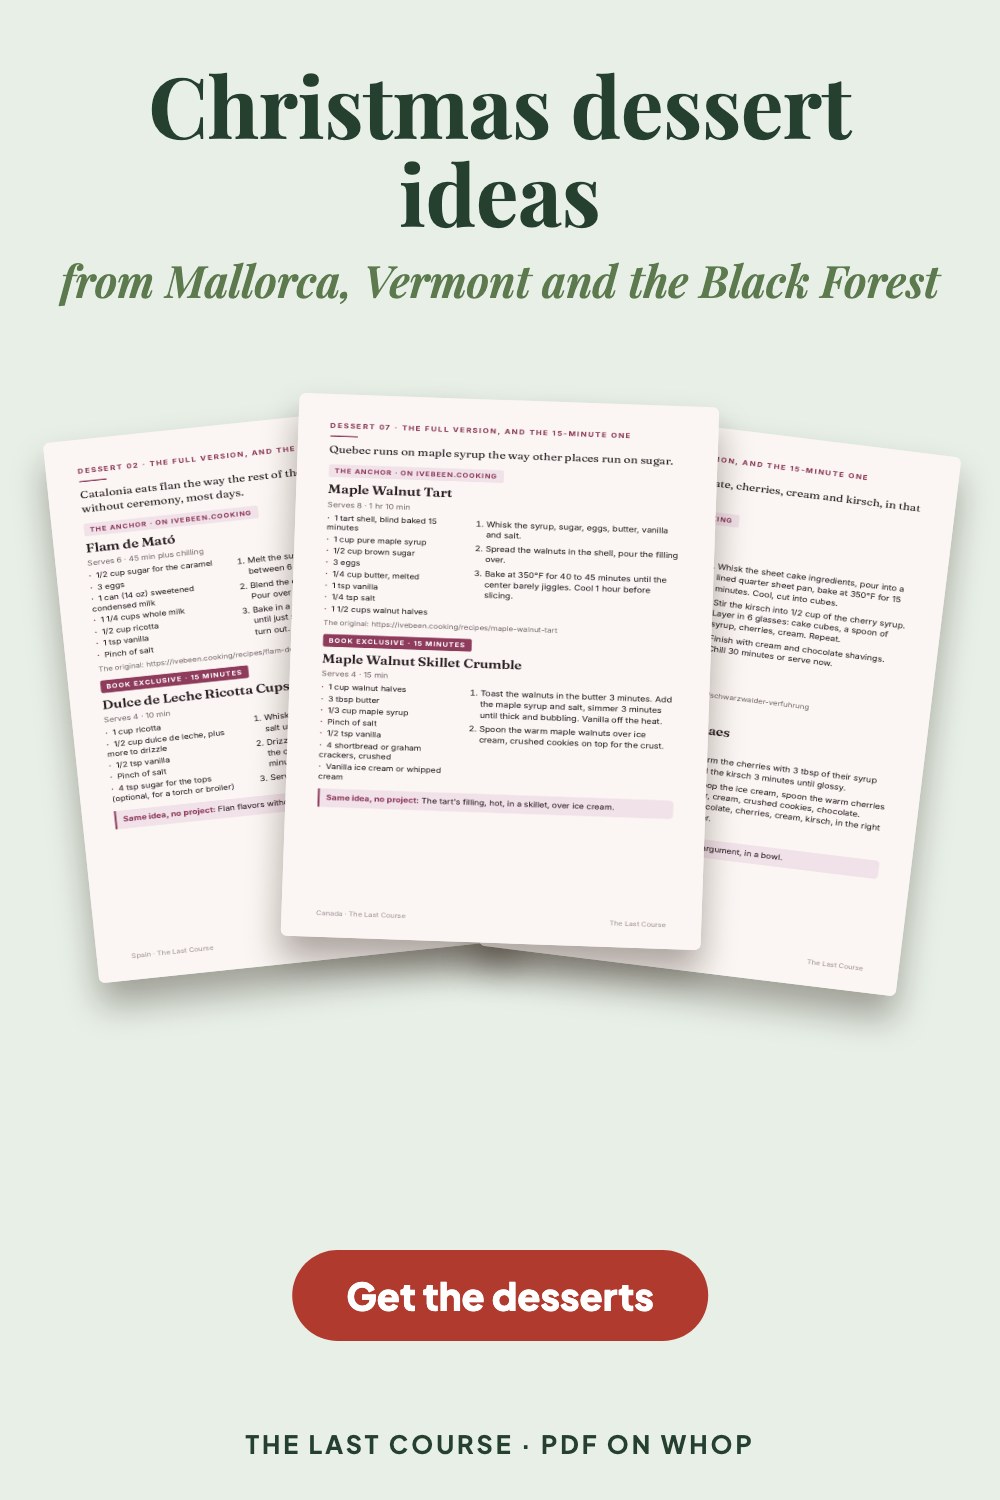 Christmas dessert
ideas
from Mallorca, Vermont and the Black Forest
DESSERT 02 · THE FULL VERSION, AND THE
Catalonia eats flan the way the rest of
without ceremony, most days.
THE ANCHOR · ON IVEBEEN.COOKING
Flam de Mató
Serves 6 · 45 min plus chilling
· 1/2 cup sugar for the caramel
· 3 eggs
· 1 can (14 oz) sweetened
condensed milk
· 1 1/4 cups whole milk
· 1/2 cup ricotta
· 1 tsp vanilla
· Pinch of salt
1. Melt the
between
2. Blend the
Pour over
3. Bake in a
until just
turn out.
The original: https://ivebeen.cooking/recipes/flam-d
BOOK EXCLUSIVE · 15 MINUTES
Dulce de Leche Ricotta Cups
Serves 4 · 10 min
· 1 cup ricotta
· 1/2 cup dulce de leche, plus
more to drizzle
· 1/2 tsp vanilla
· Pinch of salt
· 4 tsp sugar for the tops
(optional, for a torch or broiler)
1. Whisk
salt
2. Drizz
the
minu
3. Ser
Same idea, no project: Flan flavors
Spain · The Last Course
DESSERT 07 · THE FULL VERSION, AND THE 15-MINUTE ONE
Quebec runs on maple syrup the way other places run on sugar.
THE ANCHOR · ON IVEBEEN.COOKING
Maple Walnut Tart
Serves 8 · 1 hr 10 min
· 1 tart shell, blind baked 15
minutes
· 1 cup pure maple syrup
· 1/2 cup brown sugar
· 3 eggs
· 1/4 cup butter, melted
· 1 tsp vanilla
· 1/4 tsp salt
· 1 1/2 cups walnut halves
1. Whisk the syrup, sugar, eggs, butter, vanilla
and salt.
2. Spread the walnuts in the shell, pour the filling
over.
3. Bake at 350°F for 40 to 45 minutes until the
center barely jiggles. Cool 1 hour before
slicing.
The original: https://ivebeen.cooking/recipes/maple-walnut-tart
BOOK EXCLUSIVE · 15 MINUTES
Maple Walnut Skillet Crumble
Serves 4 · 15 min
· 1 cup walnut halves
· 3 tbsp butter
· 1/3 cup maple syrup
· Pinch of salt
· 1/2 tsp vanilla
· 4 shortbread or graham
crackers, crushed
· Vanilla ice cream or whipped
cream
1. Toast the walnuts in the butter 3 minutes. Add
the maple syrup and salt, simmer 3 minutes
until thick and bubbling. Vanilla off the heat.
2. Spoon the warm maple walnuts over ice
cream, crushed cookies on top for the crust.
Same idea, no project: The tart's filling, hot, in a skillet, over ice cream.
Canada · The Last Course
The Last Course
ON, AND THE 15-MINUTE ONE
cherries, cream and kirsch, in that
Whisk the sheet cake ingredients, pour into a
lined quarter sheet pan, bake at 350°F for 15
minutes. Cool, cut into cubes.
Stir the kirsch into 1/2 cup of the cherry syrup.
Layer in 6 glasses: cake cubes, a spoon of
syrup, cherries, cream. Repeat.
Finish with cream and chocolate shavings.
Chill 30 minutes or serve now.
schwarzwalder-verfuhrung
the cherries with 3 tbsp of their syrup
the kirsch 3 minutes until glossy.
the ice cream, spoon the warm cherries
cream, crushed cookies, chocolate.
cherries, cream, kirsch, in the right
argument, in a bowl.
The Last Course
Get the desserts
THE LAST COURSE · PDF ON WHOP